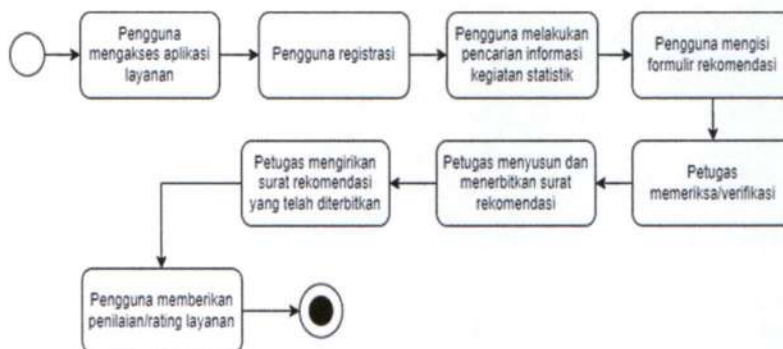 Pengguna
mengakses aplikasi
layanan
Pengguna registrasi
Pengguna melakukan
pencarian informasi
kegiatan statistik
Pengguna mengisi
formulir rekomendasi
Petugas
memeriksa/verifikasi
Petugas menyusun dan
menerbitkan surat
rekomendasi
Petugas mengirikan
surat rekomendasi
yang telah diterbitkan
Pengguna memberikan
penilaian/rating layanan